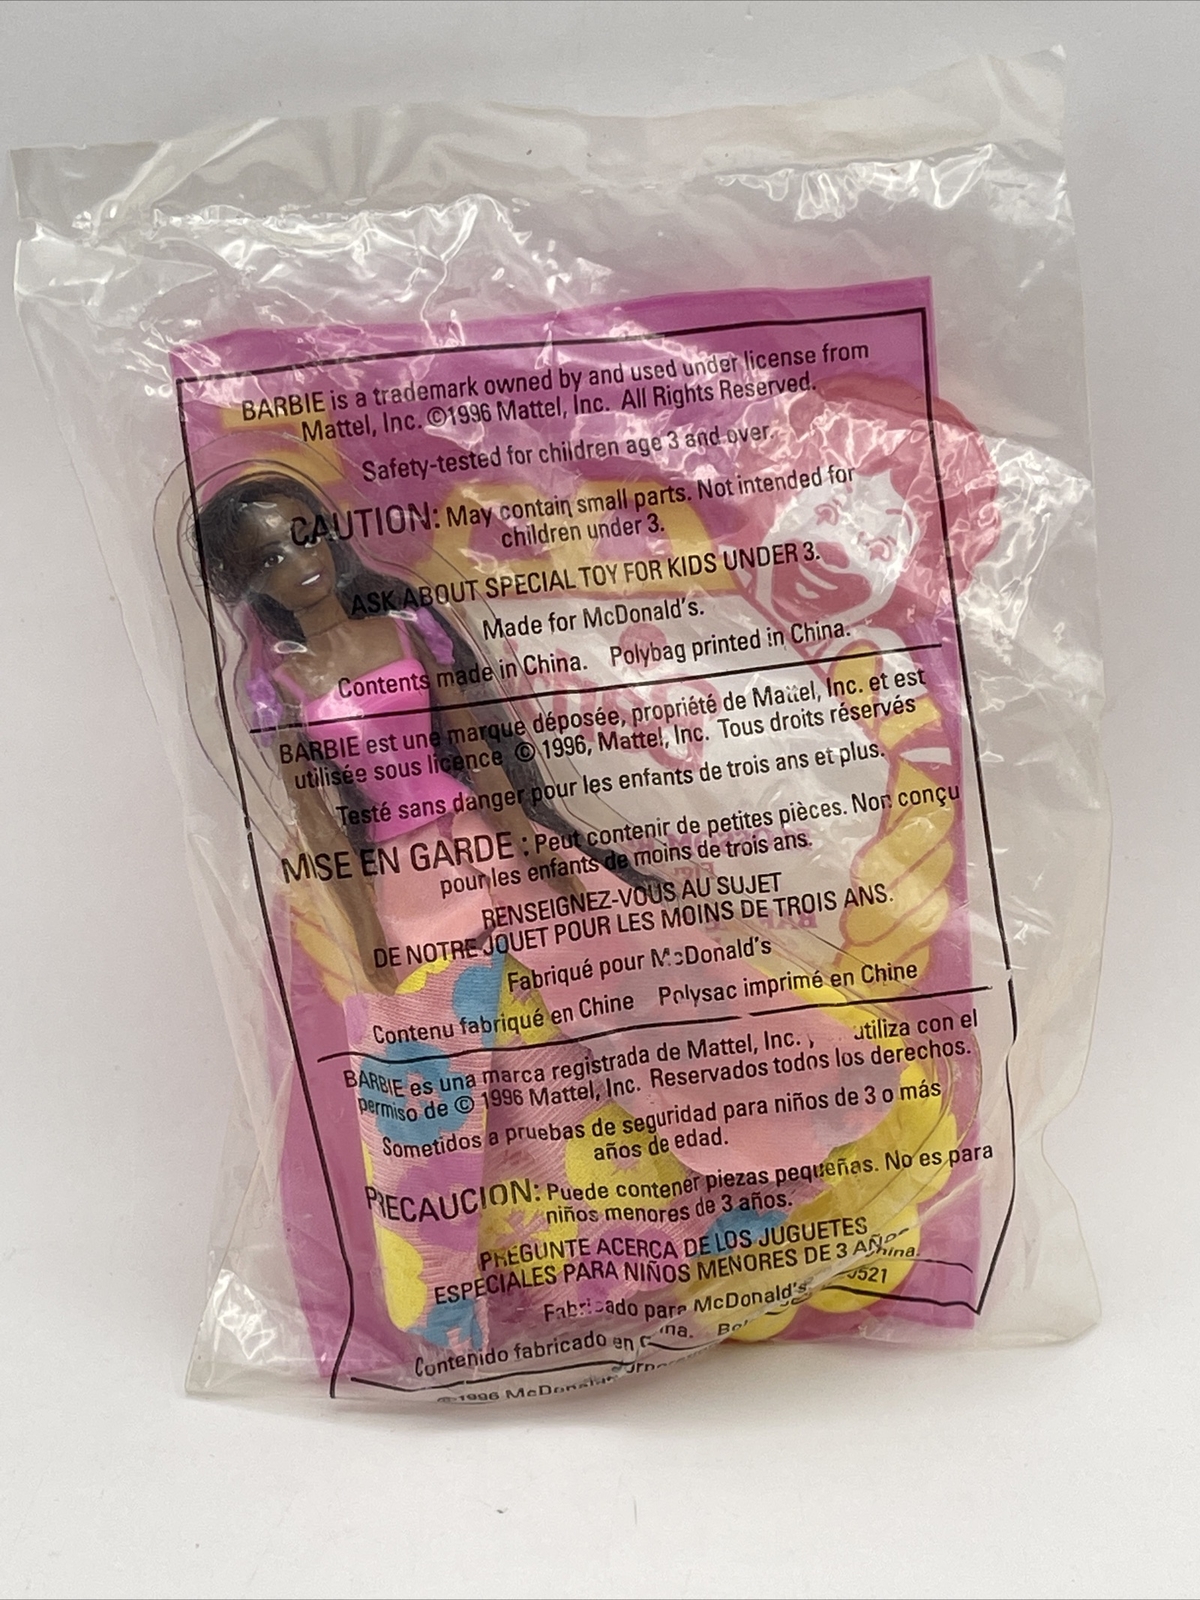 BARBIE is a trademark owned by and used under license from
Mattel, Inc. ©1996 Mattel, Inc. All Rights Reserved.
Safety-tested for children age 3 and over.
CAUTION: May contain small parts. Not intended for
children under 3.
ASK ABOUT SPECIAL TOY FOR KIDS UNDER 3.
Made for McDonald's.
Contents made in China. Polybag printed in China.
BARBIE est une marque déposée, propriété de Mattel, Inc. et est
utilisée sous licence © 1996, Mattel, Inc. Tous droits réservés
Testé sans danger pour les enfants de trois ans et plus.
MISE EN GARDE : Peut contenir de petites pièces. Non conçu
pour les enfants de moins de trois ans.
RENSEIGNEZ-VOUS AU SUJET
DE NOTRE JOUET POUR LES MOINS DE TROIS ANS.
Fabriqué pour McDonald's
Contenu fabriqué en Chine Polysac imprimé en Chine
BARBIE es una marca registrada de Mattel, Inc. utiliza con el
permiso de © 1996 Mattel, Inc. Reservados todos los derechos.
Sometidos a pruebas de seguridad para niños de 3 o más
años de edad.
PRECAUCION: Puede contener piezas pequeñas. No es para
niños menores de 3 años.
PREGUNTE ACERCA DE LOS JUGUETES
ESPECIALES PARA NIÑOS MENORES DE 3 AÑOS
Fabricado para McDonald's
Contenido fabricado en China.
©1996 McDonald's